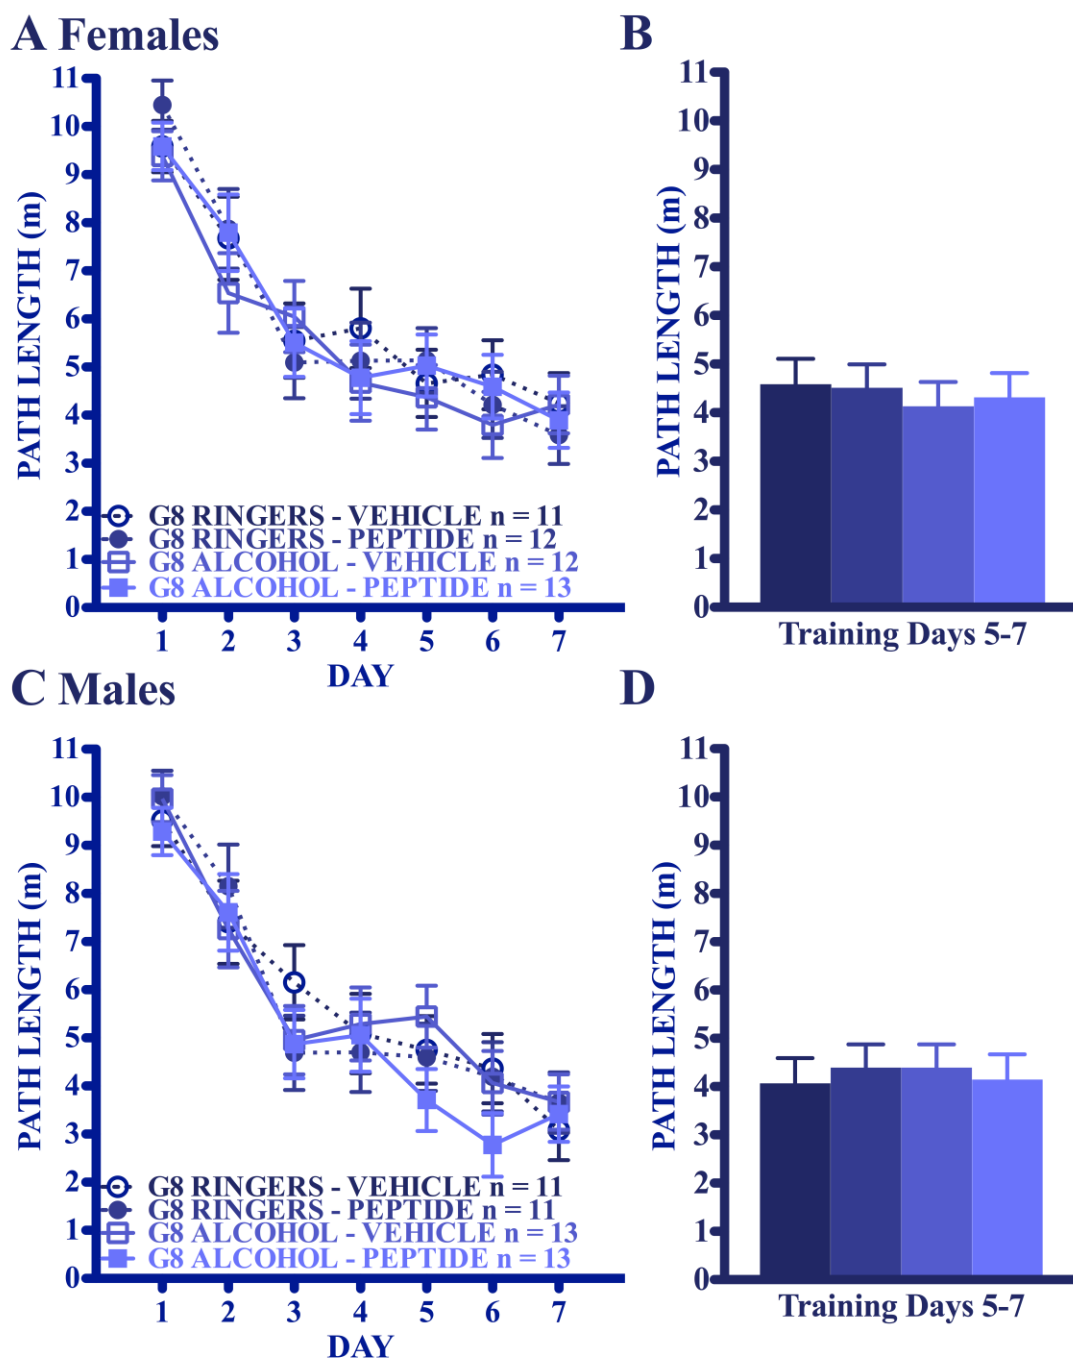 A Females
B
11
10
9
8
7
6
5
4
3
2
1
0
PATH LENGTH (m)
G8 RINGERS - VEHICLE n = 11
G8 RINGERS - PEPTIDE n = 12
G8 ALCOHOL - VEHICLE n = 12
G8 ALCOHOL - PEPTIDE n = 13
1 2 3 4 5 6 7
DAY
11
10
9
8
7
6
5
4
3
2
1
0
PATH LENGTH (m)
Training Days 5-7
C Males
D
11
10
9
8
7
6
5
4
3
2
1
0
PATH LENGTH (m)
G8 RINGERS - VEHICLE n = 11
G8 RINGERS - PEPTIDE n = 11
G8 ALCOHOL - VEHICLE n = 13
G8 ALCOHOL - PEPTIDE n = 13
1 2 3 4 5 6 7
DAY
11
10
9
8
7
6
5
4
3
2
1
0
PATH LENGTH (m)
Training Days 5-7